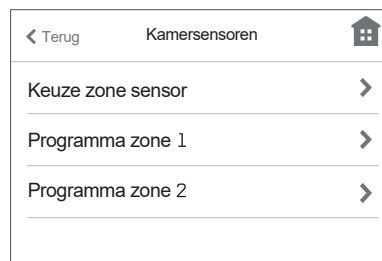 Terug Kamersensoren
Keuze zone sensor
Programma zone 1
Programma zone 2